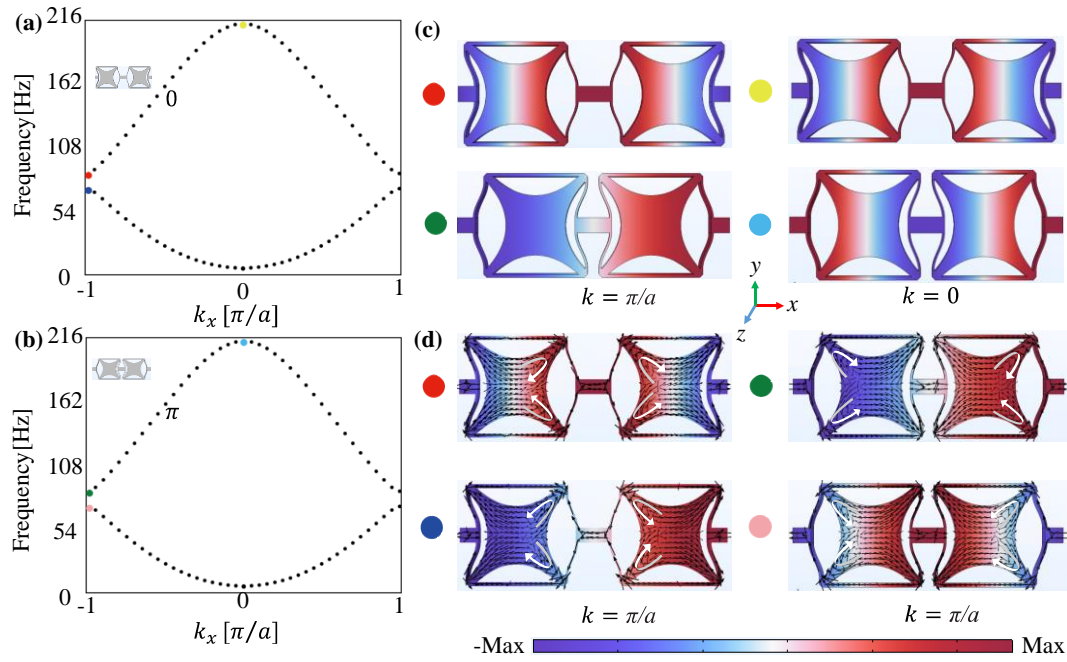 (a)
216
162
108
54
0
Frequency [Hz]
0
-1
0
1
k_x [π/a]
(b)
216
162
108
54
0
Frequency [Hz]
π
-1
0
1
k_x [π/a]
(c)
k = π/a
k = 0
y
x
z
(d)
k = π/a
k = π/a
-Max
Max